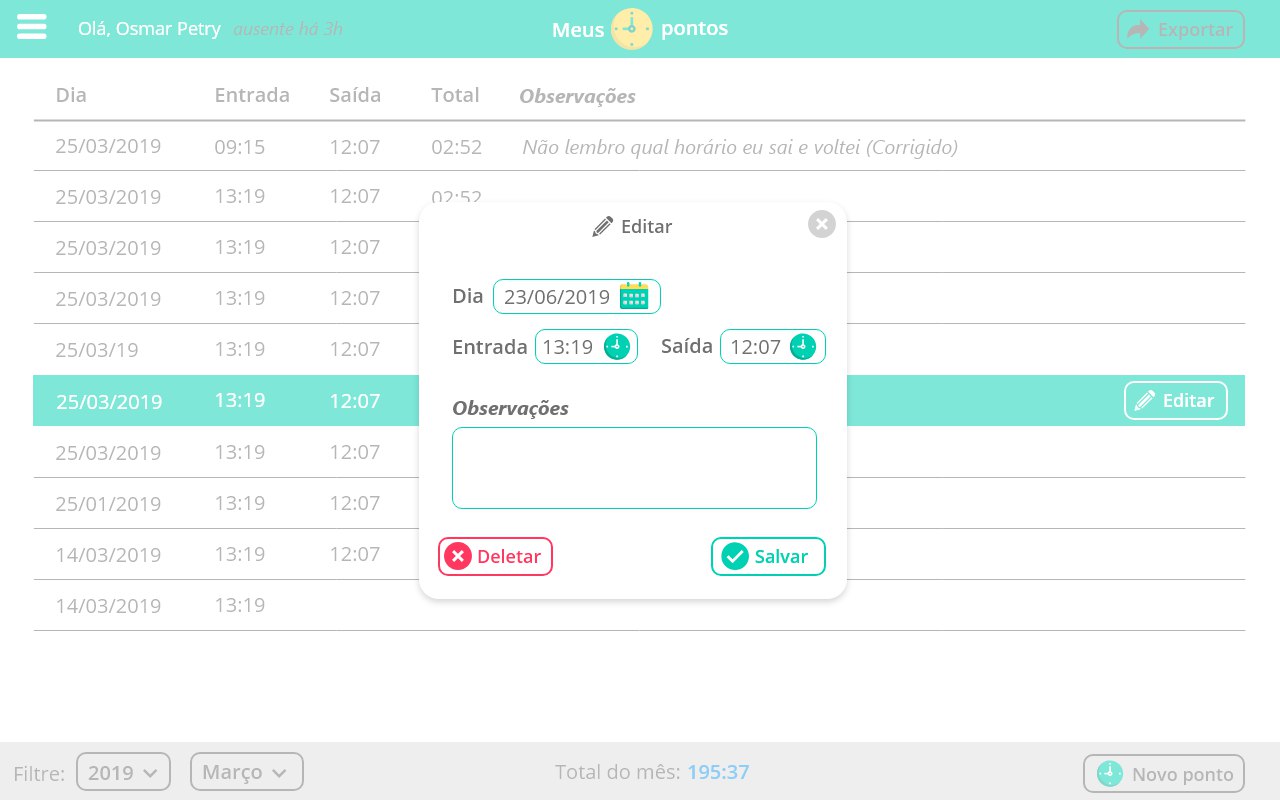 Olá, Osmar Petry ausente há 3h Meus pontos Exportar
Dia Entrada Saída Total Observações
25/03/2019 09:15 12:07 02:52 Não lembro qual horário eu sai e voltei (Corrigido)
25/03/2019 13:19 12:07 02:52
Editar
25/03/2019 13:19 12:07
25/03/2019 13:19 12:07
Dia 23/06/2019
25/03/19 13:19 12:07
Entrada 13:19 Saída 12:07
25/03/2019 13:19 12:07 Editar
Observações
25/03/2019 13:19 12:07
25/01/2019 13:19 12:07
14/03/2019 13:19 12:07
Deletar Salvar
14/03/2019 13:19
Filtre: 2019 Março Total do mês: 195:37 Novo ponto